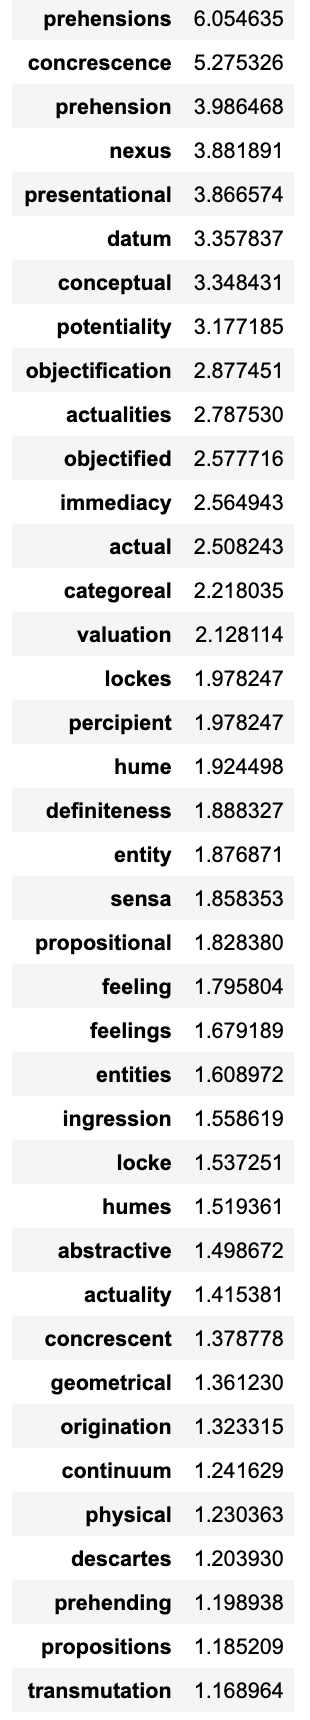 prehensions 6.054635
concrescence 5.275326
prehension 3.986468
nexus 3.881891
presentational 3.866574
datum 3.357837
conceptual 3.348431
potentiality 3.177185
objectification 2.877451
actualities 2.787530
objectified 2.577716
immediacy 2.564943
actual 2.508243
categoreal 2.218035
valuation 2.128114
lockes 1.978247
percipient 1.978247
hume 1.924498
definiteness 1.888327
entity 1.876871
sensa 1.858353
propositional 1.828380
feeling 1.795804
feelings 1.679189
entities 1.608972
ingression 1.558619
locke 1.537251
humes 1.519361
abstractive 1.498672
actuality 1.415381
concrescent 1.378778
geometrical 1.361230
origination 1.323315
continuum 1.241629
physical 1.230363
descartes 1.203930
prehending 1.198938
propositions 1.185209
transmutation 1.168964